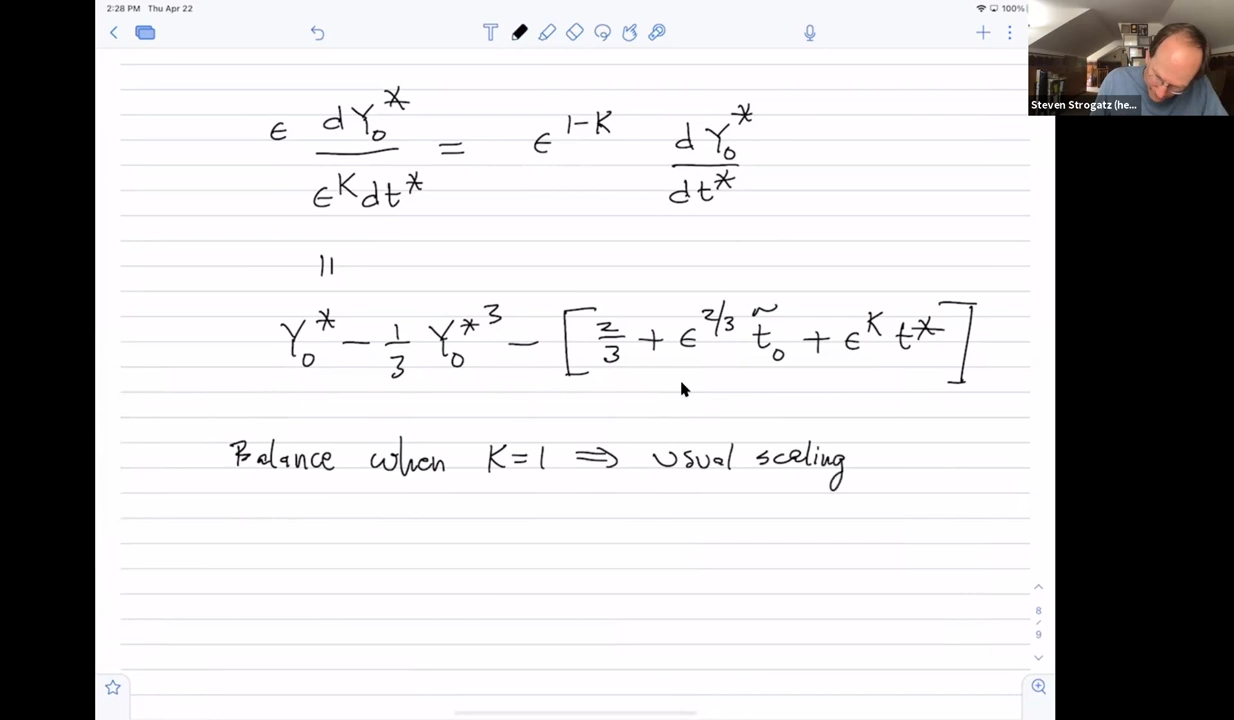 2:28 PM Thu Apr 22
100%
Steven Strogatz (he...
ϵ dY₀*/(ϵ^K dt*) = ϵ^(1-K) dY₀*/dt*
||
Y₀* - 1/3 Y₀*³ - [2/3 + ϵ^(2/3) t̃₀ + ϵ^K t*]
Balance when K=1 ⇒ usual scaling
8
/
9